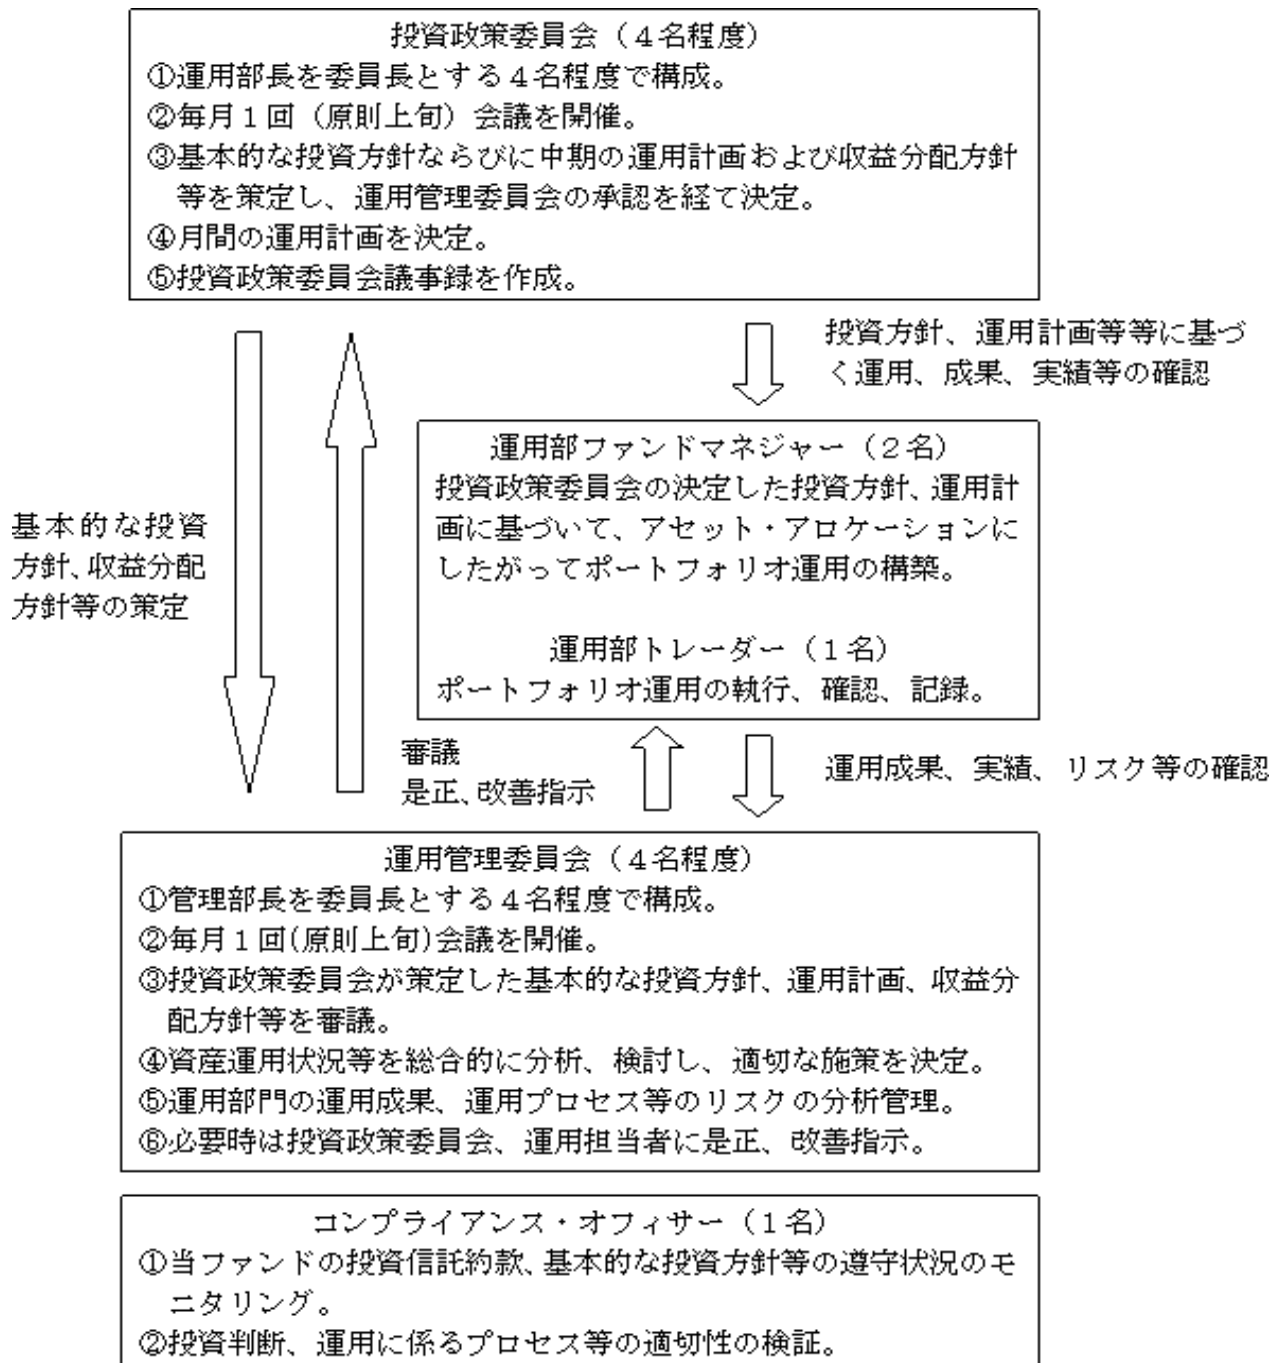 投資政策委員会（４名程度）
①運用部長を委員長とする４名程度で構成。
②毎月１回（原則上旬）会議を開催。
③基本的な投資方針ならびに中期の運用計画および収益分配方針
等を策定し、運用管理委員会の承認を経て決定。
④月間の運用計画を決定。
⑤投資政策委員会議事録を作成。
投資方針、運用計画等等に基づ
く運用、成果、実績等の確認
運用部ファンドマネジャー（２名）
投資政策委員会の決定した投資方針、運用計
画に基づいて、アセット・アロケーションに
したがってポートフォリオ運用の構築。
運用部トレーダー（１名）
ポートフォリオ運用の執行、確認、記録。
基本的な投資
方針、収益分配
方針等の策定
審議
是正、改善指示
運用成果、実績、リスク等の確認
運用管理委員会（４名程度）
①管理部長を委員長とする４名程度で構成。
②毎月１回(原則上旬)会議を開催。
③投資政策委員会が策定した基本的な投資方針、運用計画、収益分
配方針等を審議。
④資産運用状況等を総合的に分析、検討し、適切な施策を決定。
⑤運用部門の運用成果、運用プロセス等のリスクの分析管理。
⑥必要時は投資政策委員会、運用担当者に是正、改善指示。
コンプライアンス・オフィサー（１名）
①当ファンドの投資信託約款、基本的な投資方針等の遵守状況のモ
ニタリング。
②投資判断、運用に係るプロセス等の適切性の検証。